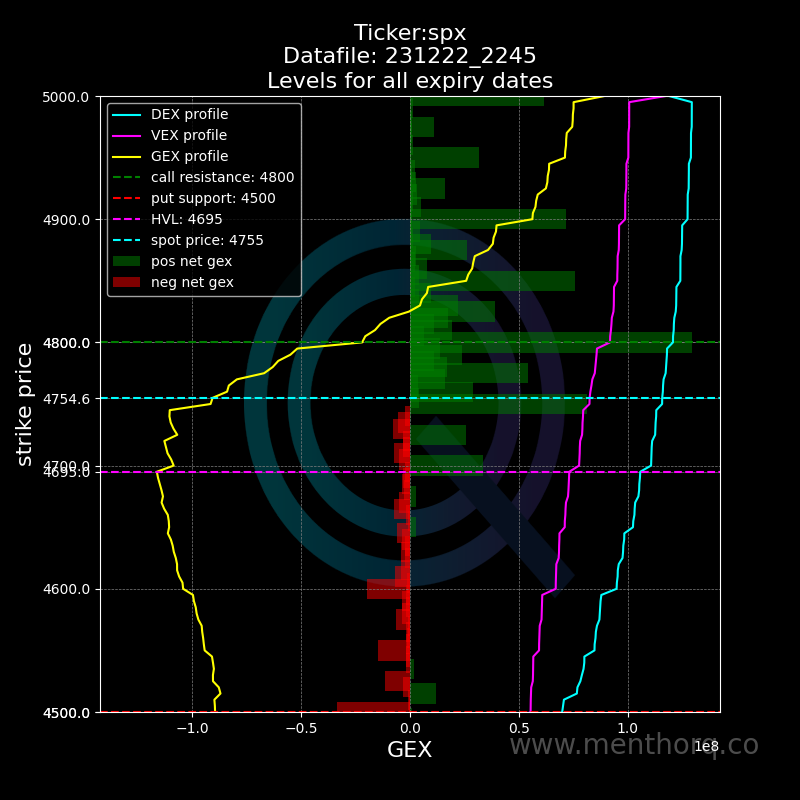 Ticker:spx
Datafile: 231222_2245
Levels for all expiry dates
DEX profile
VEX profile
GEX profile
call resistance: 4800
put support: 4500
HVL: 4695
spot price: 4755
pos net gex
neg net gex
strike price
5000.0
4900.0
4800.0
4754.6
4700.0
4695.0
4600.0
4500.0
−1.0 −0.5 0.0 0.5 1.0
1e8
GEX
www.menthorq.co